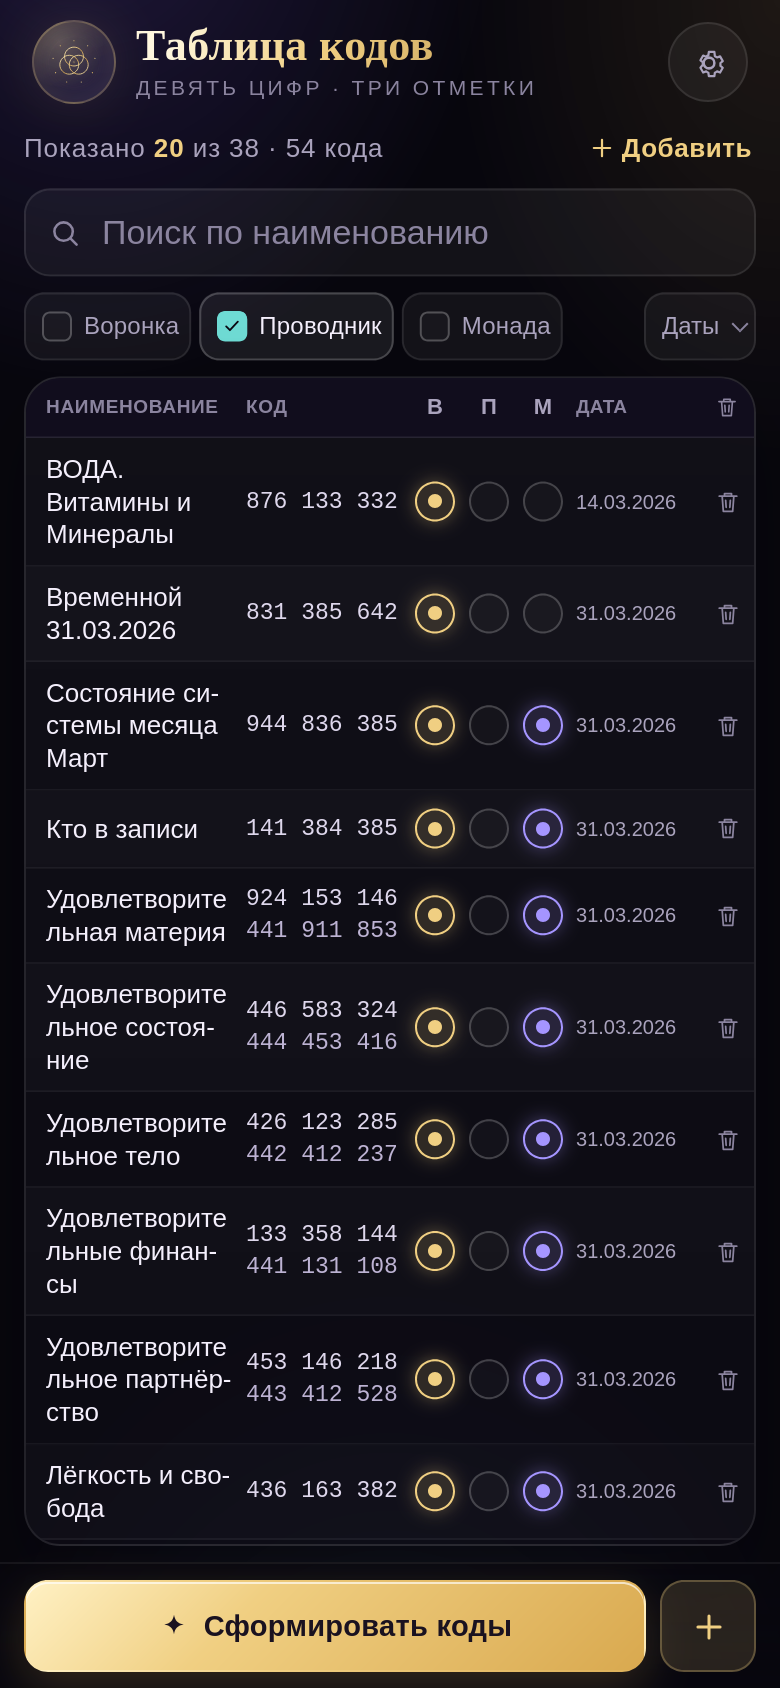 Таблица кодов
ДЕВЯТЬ ЦИФР · ТРИ ОТМЕТКИ
Показано 20 из 38 · 54 кода
+ Добавить
Поиск по наименованию
Воронка
Проводник
Монада
Даты
НАИМЕНОВАНИЕ КОД В П М ДАТА
ВОДА.
Витамины и
Минералы
876 133 332
14.03.2026
Временной
31.03.2026
831 385 642
31.03.2026
Состояние си-
стемы месяца
Март
944 836 385
31.03.2026
Кто в записи
141 384 385
31.03.2026
Удовлетворите
льная материя
924 153 146
441 911 853
31.03.2026
Удовлетворите
льное состоя-
ние
446 583 324
444 453 416
31.03.2026
Удовлетворите
льное тело
426 123 285
442 412 237
31.03.2026
Удовлетворите
льные финан-
сы
133 358 144
441 131 108
31.03.2026
Удовлетворите
льное партнёр-
ство
453 146 218
443 412 528
31.03.2026
Лёгкость и сво-
бода
436 163 382
31.03.2026
Сформировать коды